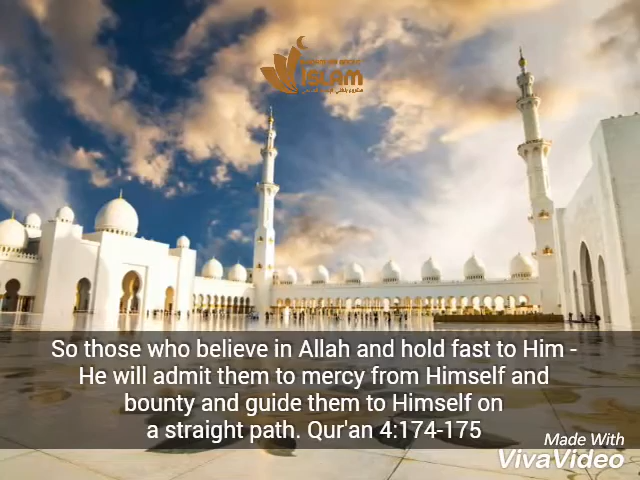 ISLAM
So those who believe in Allah and hold fast to Him -
He will admit them to mercy from Himself and
bounty and guide them to Himself on
a straight path. Qur'an 4:174-175
Made With
VivaVideo